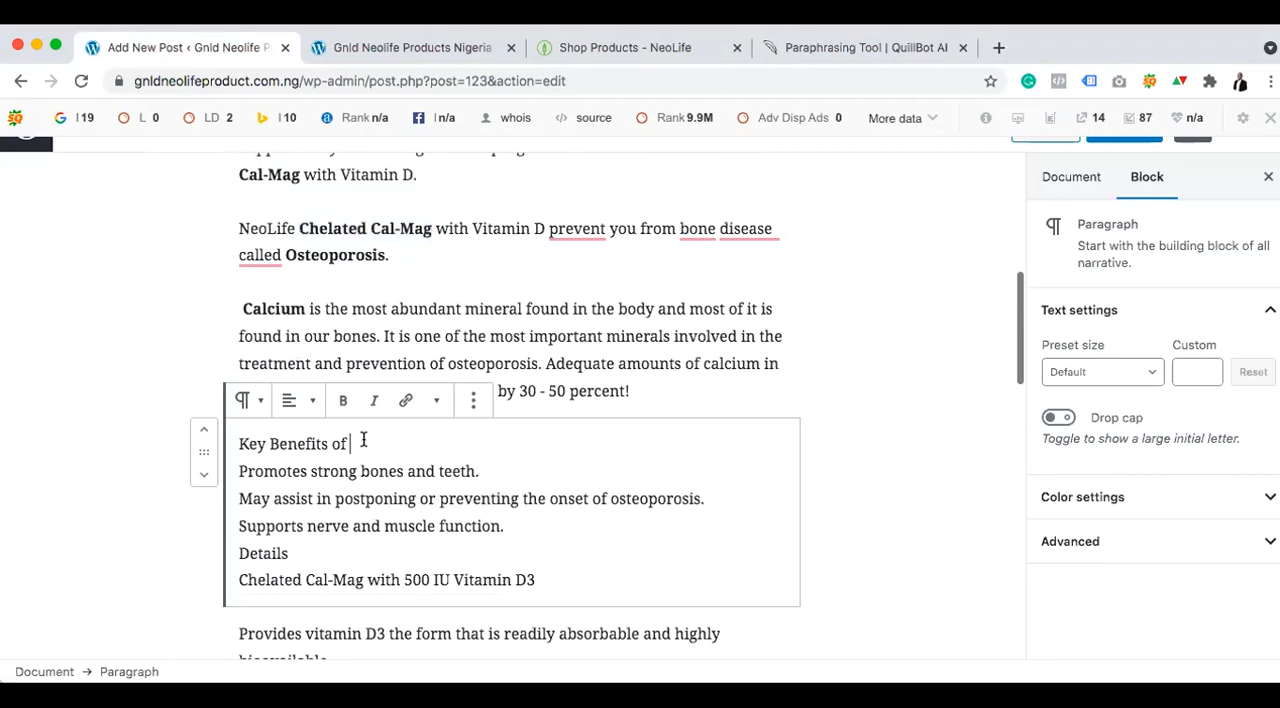 Add New Post ‹ Gnld Neolife P
Gnld Neolife Products Nigeria
Shop Products - NeoLife
Paraphrasing Tool | QuillBot AI
gnldneolifeproduct.com.ng/wp-admin/post.php?post=123&action=edit
I 19
L 0
LD 2
I 10
Rank n/a
I n/a
whois
source
Rank 9.9M
Adv Disp Ads 0
More data
14
87
n/a
Cal-Mag with Vitamin D.
NeoLife Chelated Cal-Mag with Vitamin D prevent you from bone disease
called Osteoporosis.
Calcium is the most abundant mineral found in the body and most of it is
found in our bones. It is one of the most important minerals involved in the
treatment and prevention of osteoporosis. Adequate amounts of calcium in
by 30 - 50 percent!
Key Benefits of
Promotes strong bones and teeth.
May assist in postponing or preventing the onset of osteoporosis.
Supports nerve and muscle function.
Details
Chelated Cal-Mag with 500 IU Vitamin D3
Provides vitamin D3 the form that is readily absorbable and highly
Document
Block
Paragraph
Start with the building block of all
narrative.
Text settings
Preset size
Custom
Default
Reset
Drop cap
Toggle to show a large initial letter.
Color settings
Advanced
Document → Paragraph